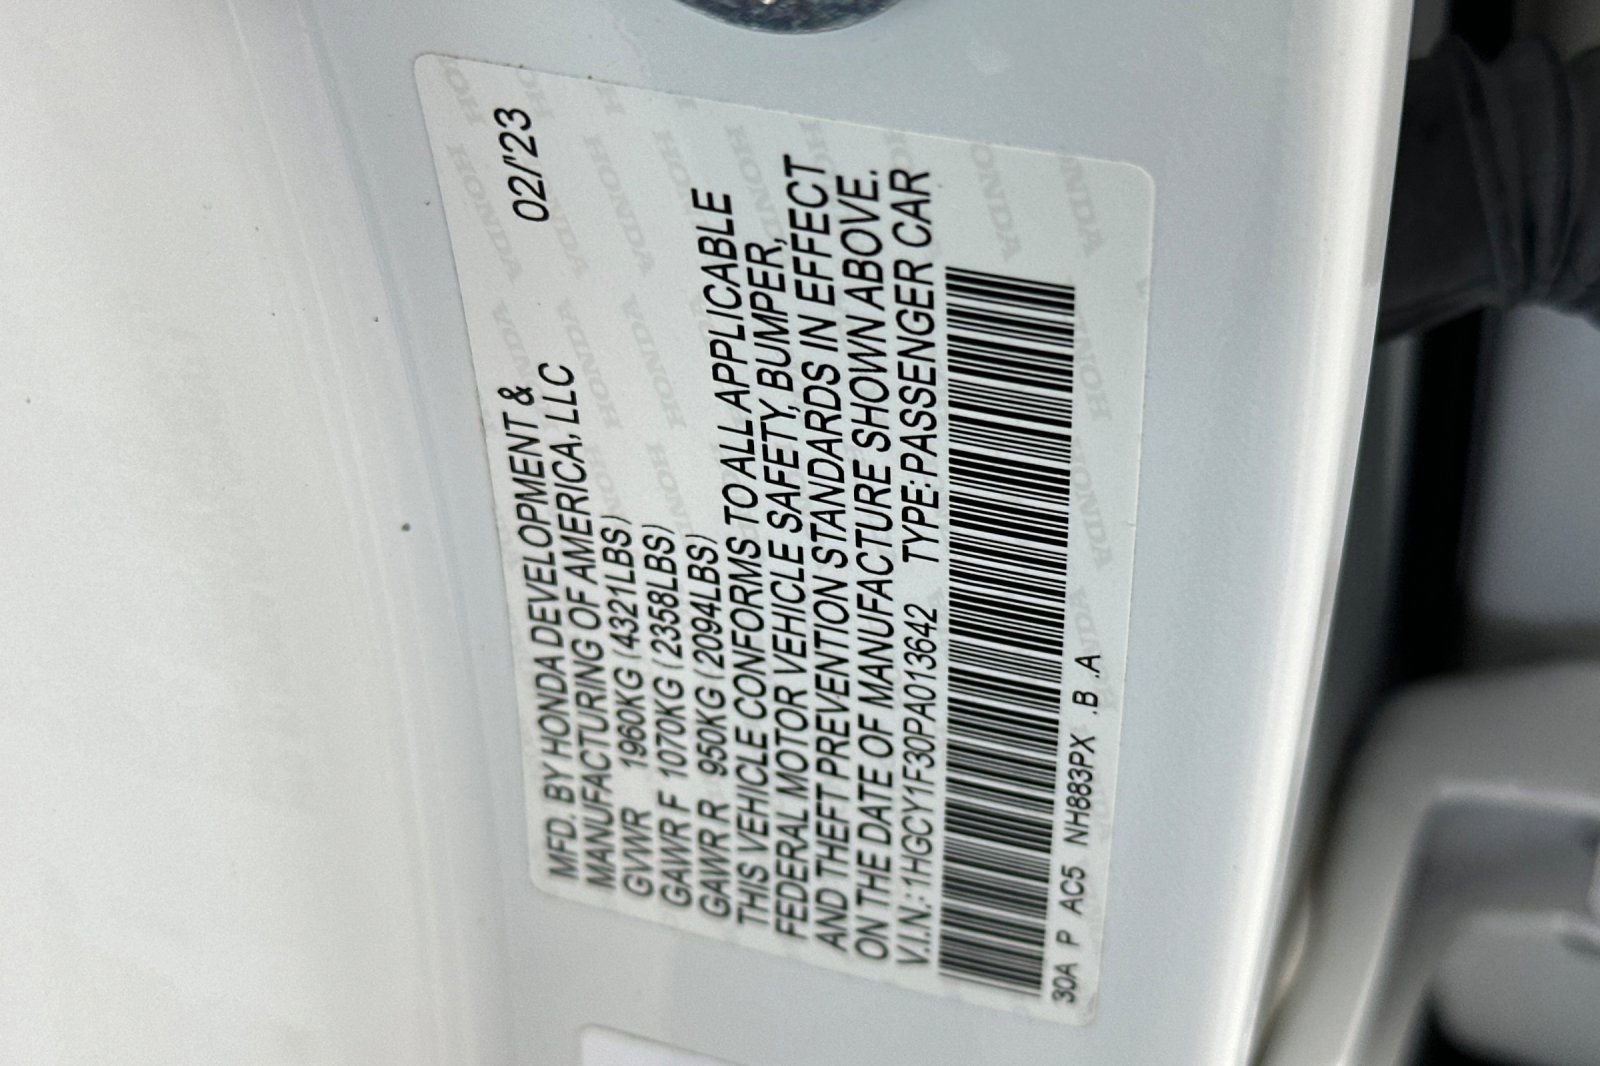 MFD. BY HONDA DEVELOPMENT & 02/'23
MANUFACTURING OF AMERICA, LLC
GVWR 1960KG (4321LBS)
GAWR F 1070KG (2358LBS)
GAWR R 950KG (2094LBS)
THIS VEHICLE CONFORMS TO ALL APPLICABLE
FEDERAL MOTOR VEHICLE SAFETY, BUMPER,
AND THEFT PREVENTION STANDARDS IN EFFECT
ON THE DATE OF MANUFACTURE SHOWN ABOVE.
V.I.N.: 1HGCY1F30PA013642 TYPE: PASSENGER CAR
30A P AC5 NH883PX .B .A